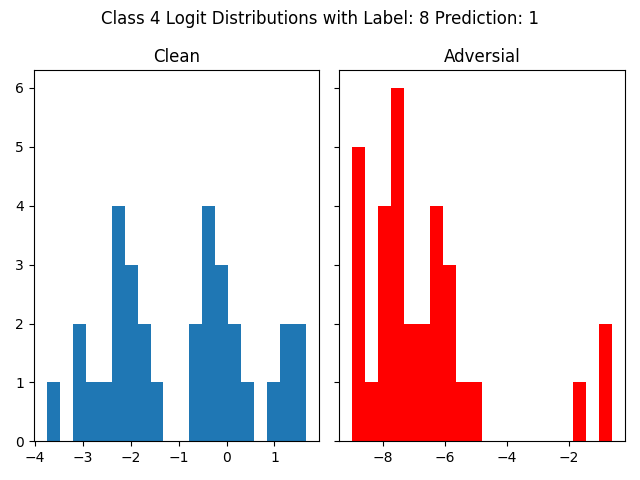 Class 4 Logit Distributions with Label: 8 Prediction: 1
Clean
Adversial
6
5
4
3
2
1
0
−4 −3 −2 −1 0 1
−8 −6 −4 −2